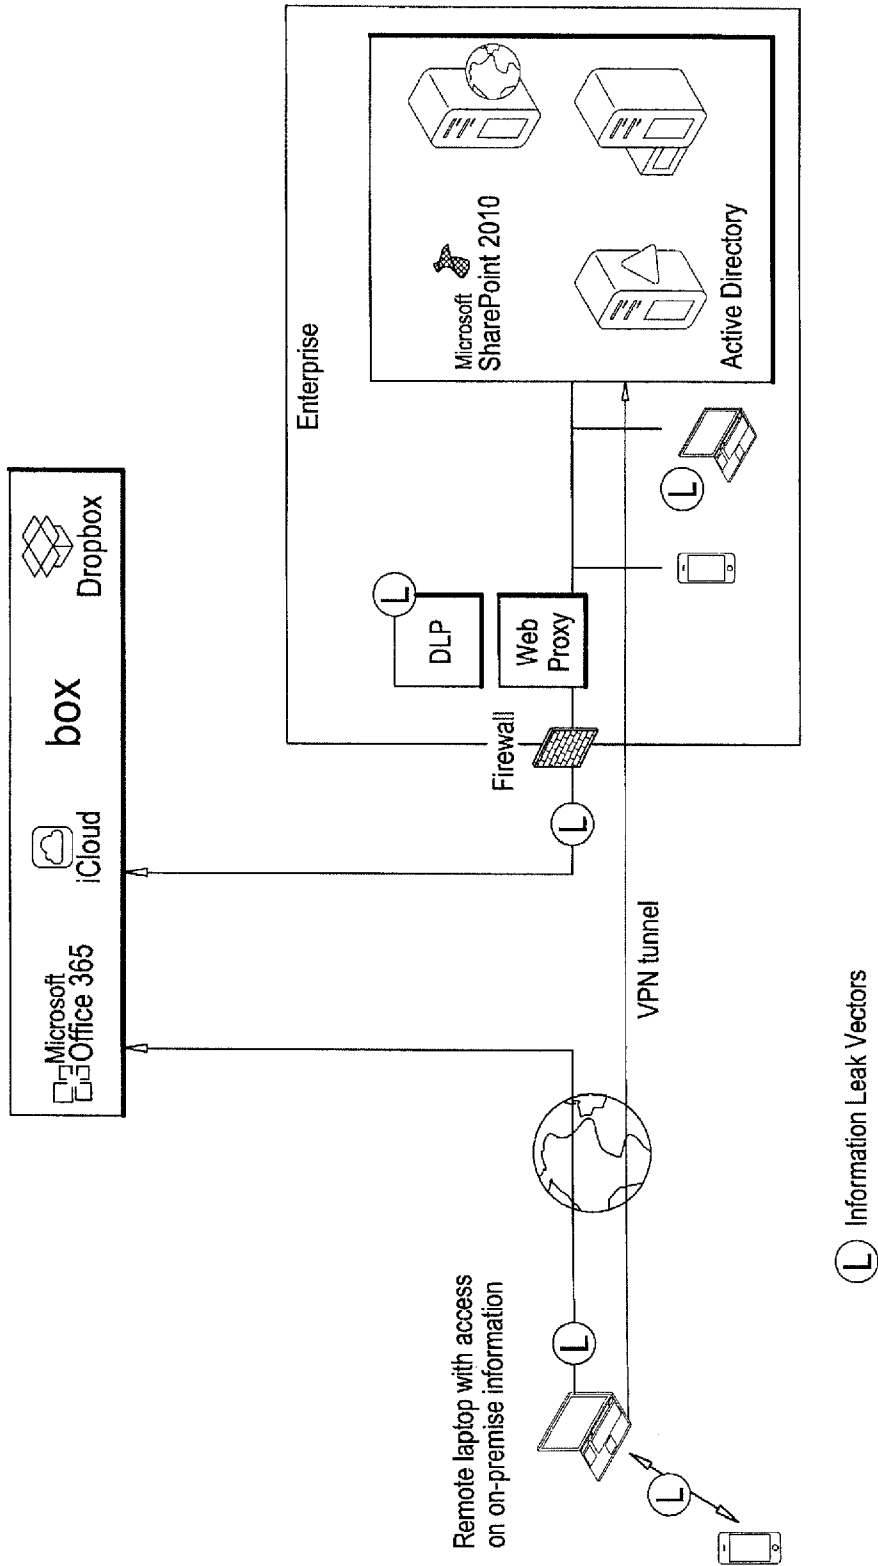 Microsoft
Office 365
iCloud
box
Dropbox
Enterprise
DLP
L
Web
Proxy
Firewall
L
Microsoft
SharePoint 2010
Active Directory
L
VPN tunnel
Remote laptop with access
on on-premise information
L
L
L Information Leak Vectors